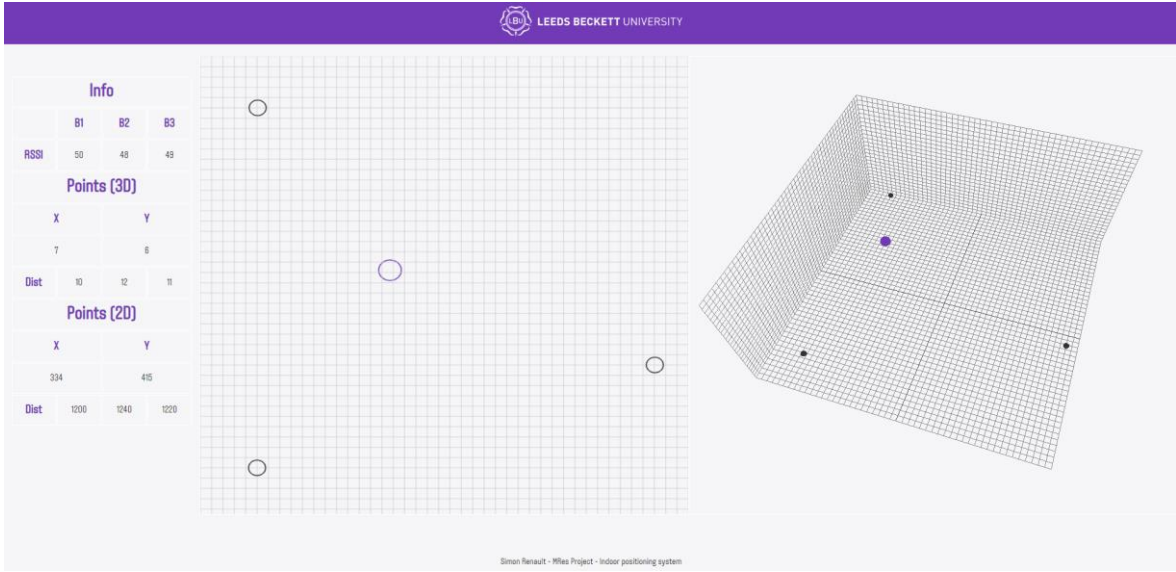 LBU LEEDS BECKETT UNIVERSITY
Info
B1 B2 B3
RSSI 50 48 49
Points (3D)
X Y
7 6
Dist 10 12 11
Points (2D)
X Y
334 415
Dist 1200 1240 1220
Simon Renault - MRes Project - Indoor positioning system